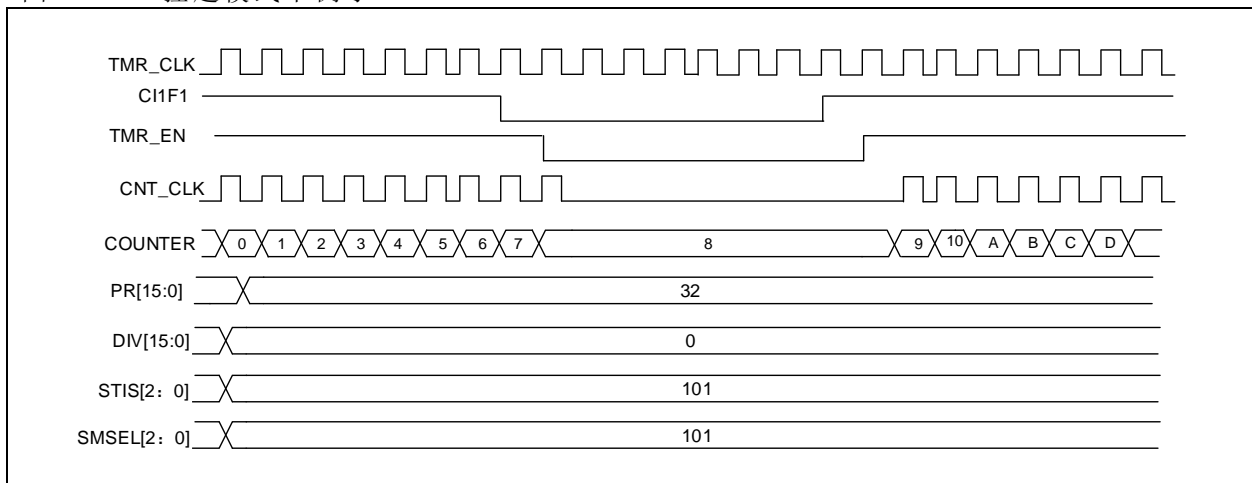 TMR_CLK
CI1F1
TMR_EN
CNT_CLK
COUNTER 0 1 2 3 4 5 6 7 8 9 10 A B C D
PR[15:0] 32
DIV[15:0] 0
STIS[2：0] 101
SMSEL[2：0] 101